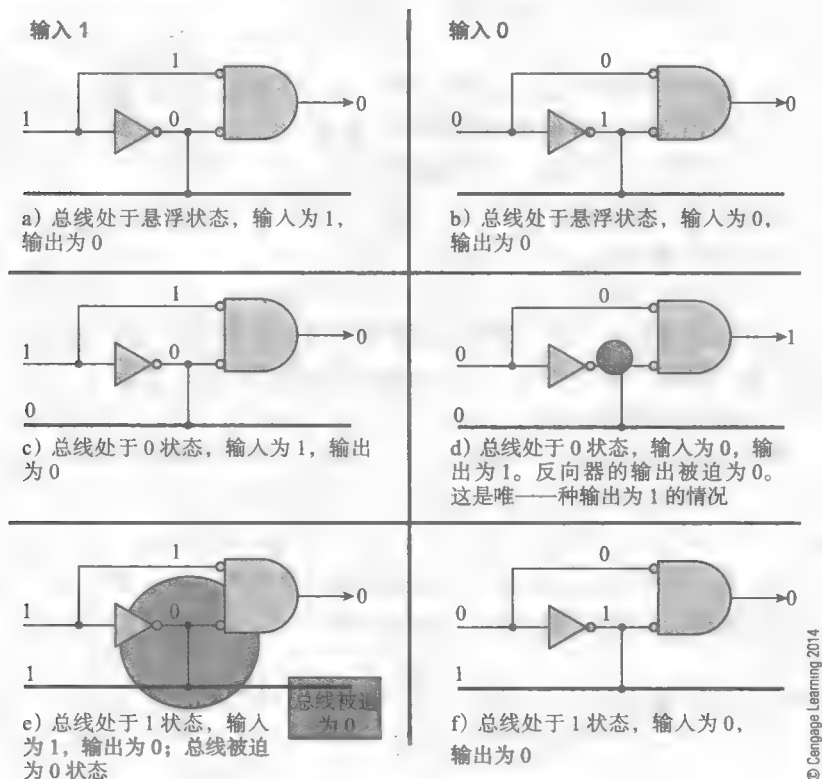 输入 1
1
1
0
0
a）总线处于悬浮状态，输入为 1，
输出为 0
输入 0
0
0
1
0
b）总线处于悬浮状态，输入为 0，
输出为 0
1
1
0
0
0
c）总线处于 0 状态，输入为 1，输出
为 0
0
0
1
0
d）总线处于 0 状态，输入为 0，输
出为 1。反向器的输出被迫为 0。
这是唯一一种输出为 1 的情况
1
1
0
0
1
总线被迫
为 0
e）总线处于 1 状态，输入
为 1，输出为 0；总线被迫
为 0 状态
0
0
1
0
1
f）总线处于 1 状态，输入为 0，
输出为 0
© Cengage Learning 2014